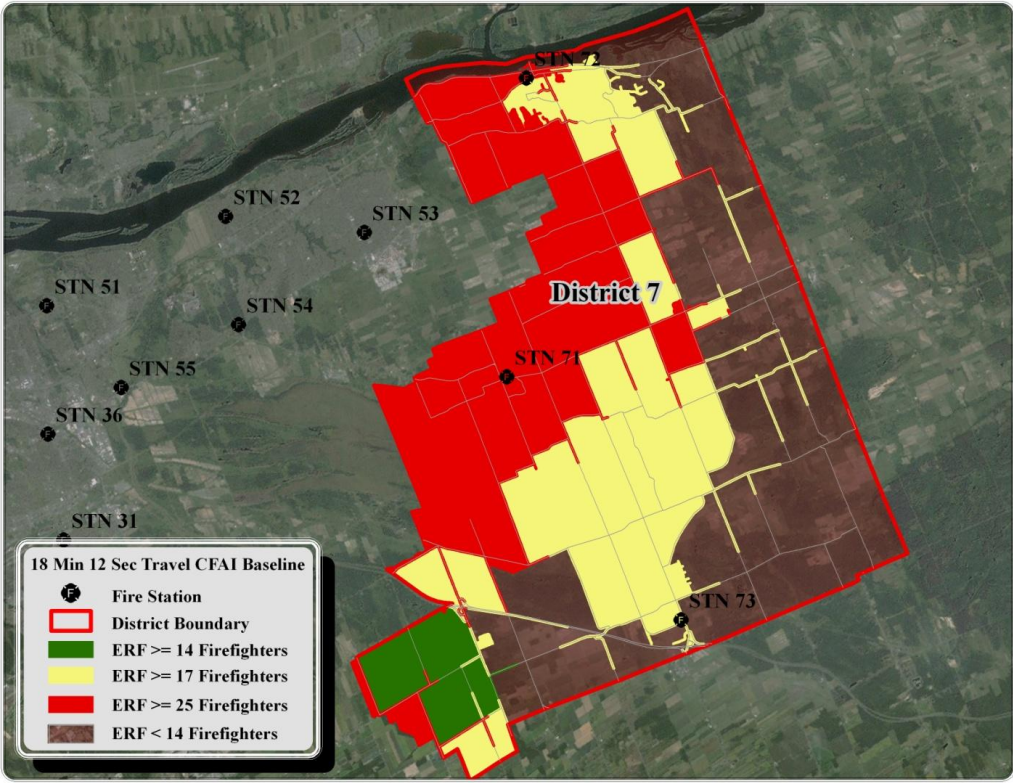 STN 72
STN 52
STN 53
STN 51
District 7
STN 54
STN 71
STN 55
STN 36
STN 31
18 Min 12 Sec Travel CFAI Baseline
F Fire Station
District Boundary
ERF >= 14 Firefighters
ERF >= 17 Firefighters
ERF >= 25 Firefighters
ERF < 14 Firefighters
STN 73